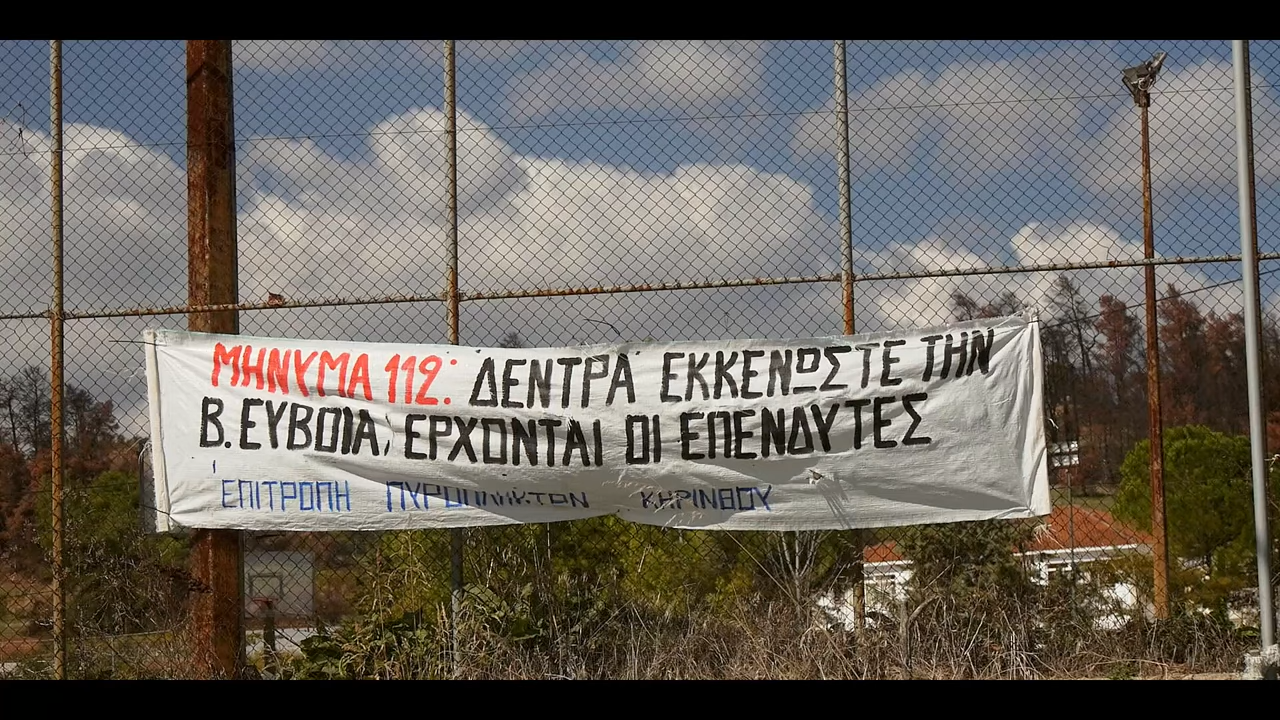 ΜΗΝΥΜΑ 112: ΔΕΝΤΡΑ ΕΚΚΕΝΩΣΤΕ ΤΗΝ
Β. ΕΥΒΟΙΑ, ΕΡΧΟΝΤΑΙ ΟΙ ΕΠΕΝΔΥΤΕΣ
ΕΠΙΤΡΟΠΗ ΠΥΡΟΠΛΗΚΤΩΝ ΚΗΡΙΝΘΟΥ